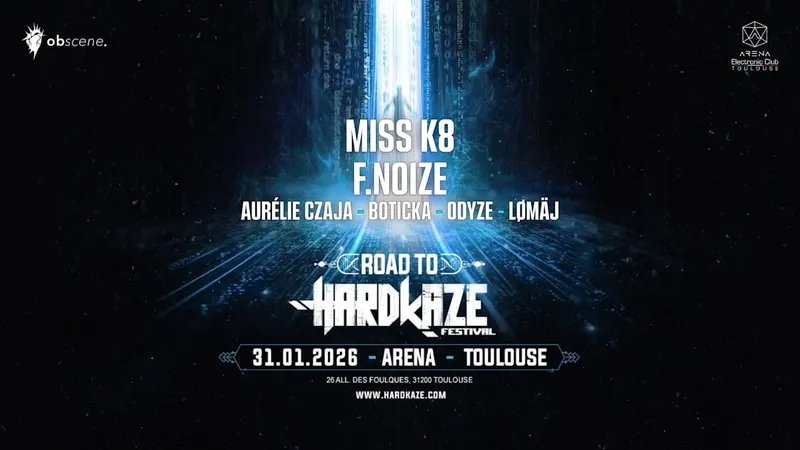 obscene.
ARENA
Electronic Club
TOULOUSE
MISS K8
F.NOIZE
AURÉLIE CZAJA - BOTICKA - ODYZE - LØMÄJ
ROAD TO
HARDKAZE
FESTIVAL
31.01.2026 - ARENA - TOULOUSE
26 ALL. DES FOULQUES, 31200 TOULOUSE
WWW.HARDKAZE.COM